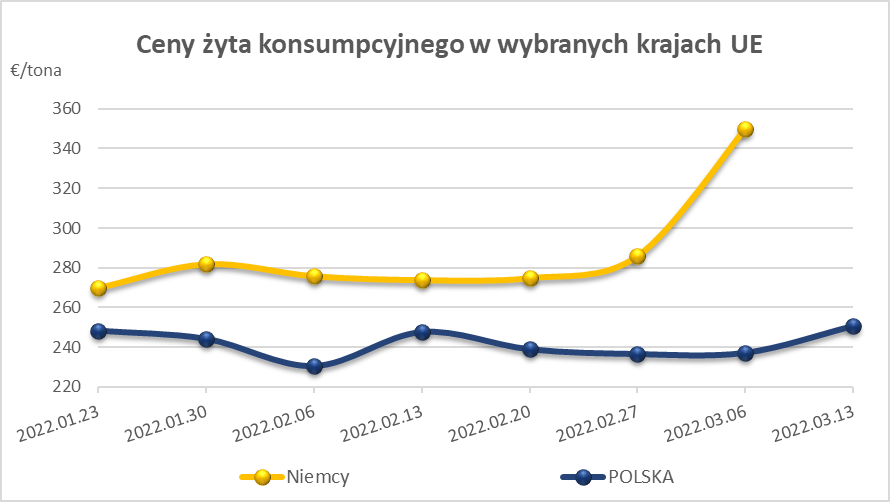 Ceny żyta konsumpcyjnego w wybranych krajach UE
€/tona
360
340
320
300
280
260
240
220
2022.01.23 2022.01.30 2022.02.06 2022.02.13 2022.02.20 2022.02.27 2022.03.06 2022.03.13
Niemcy POLSKA